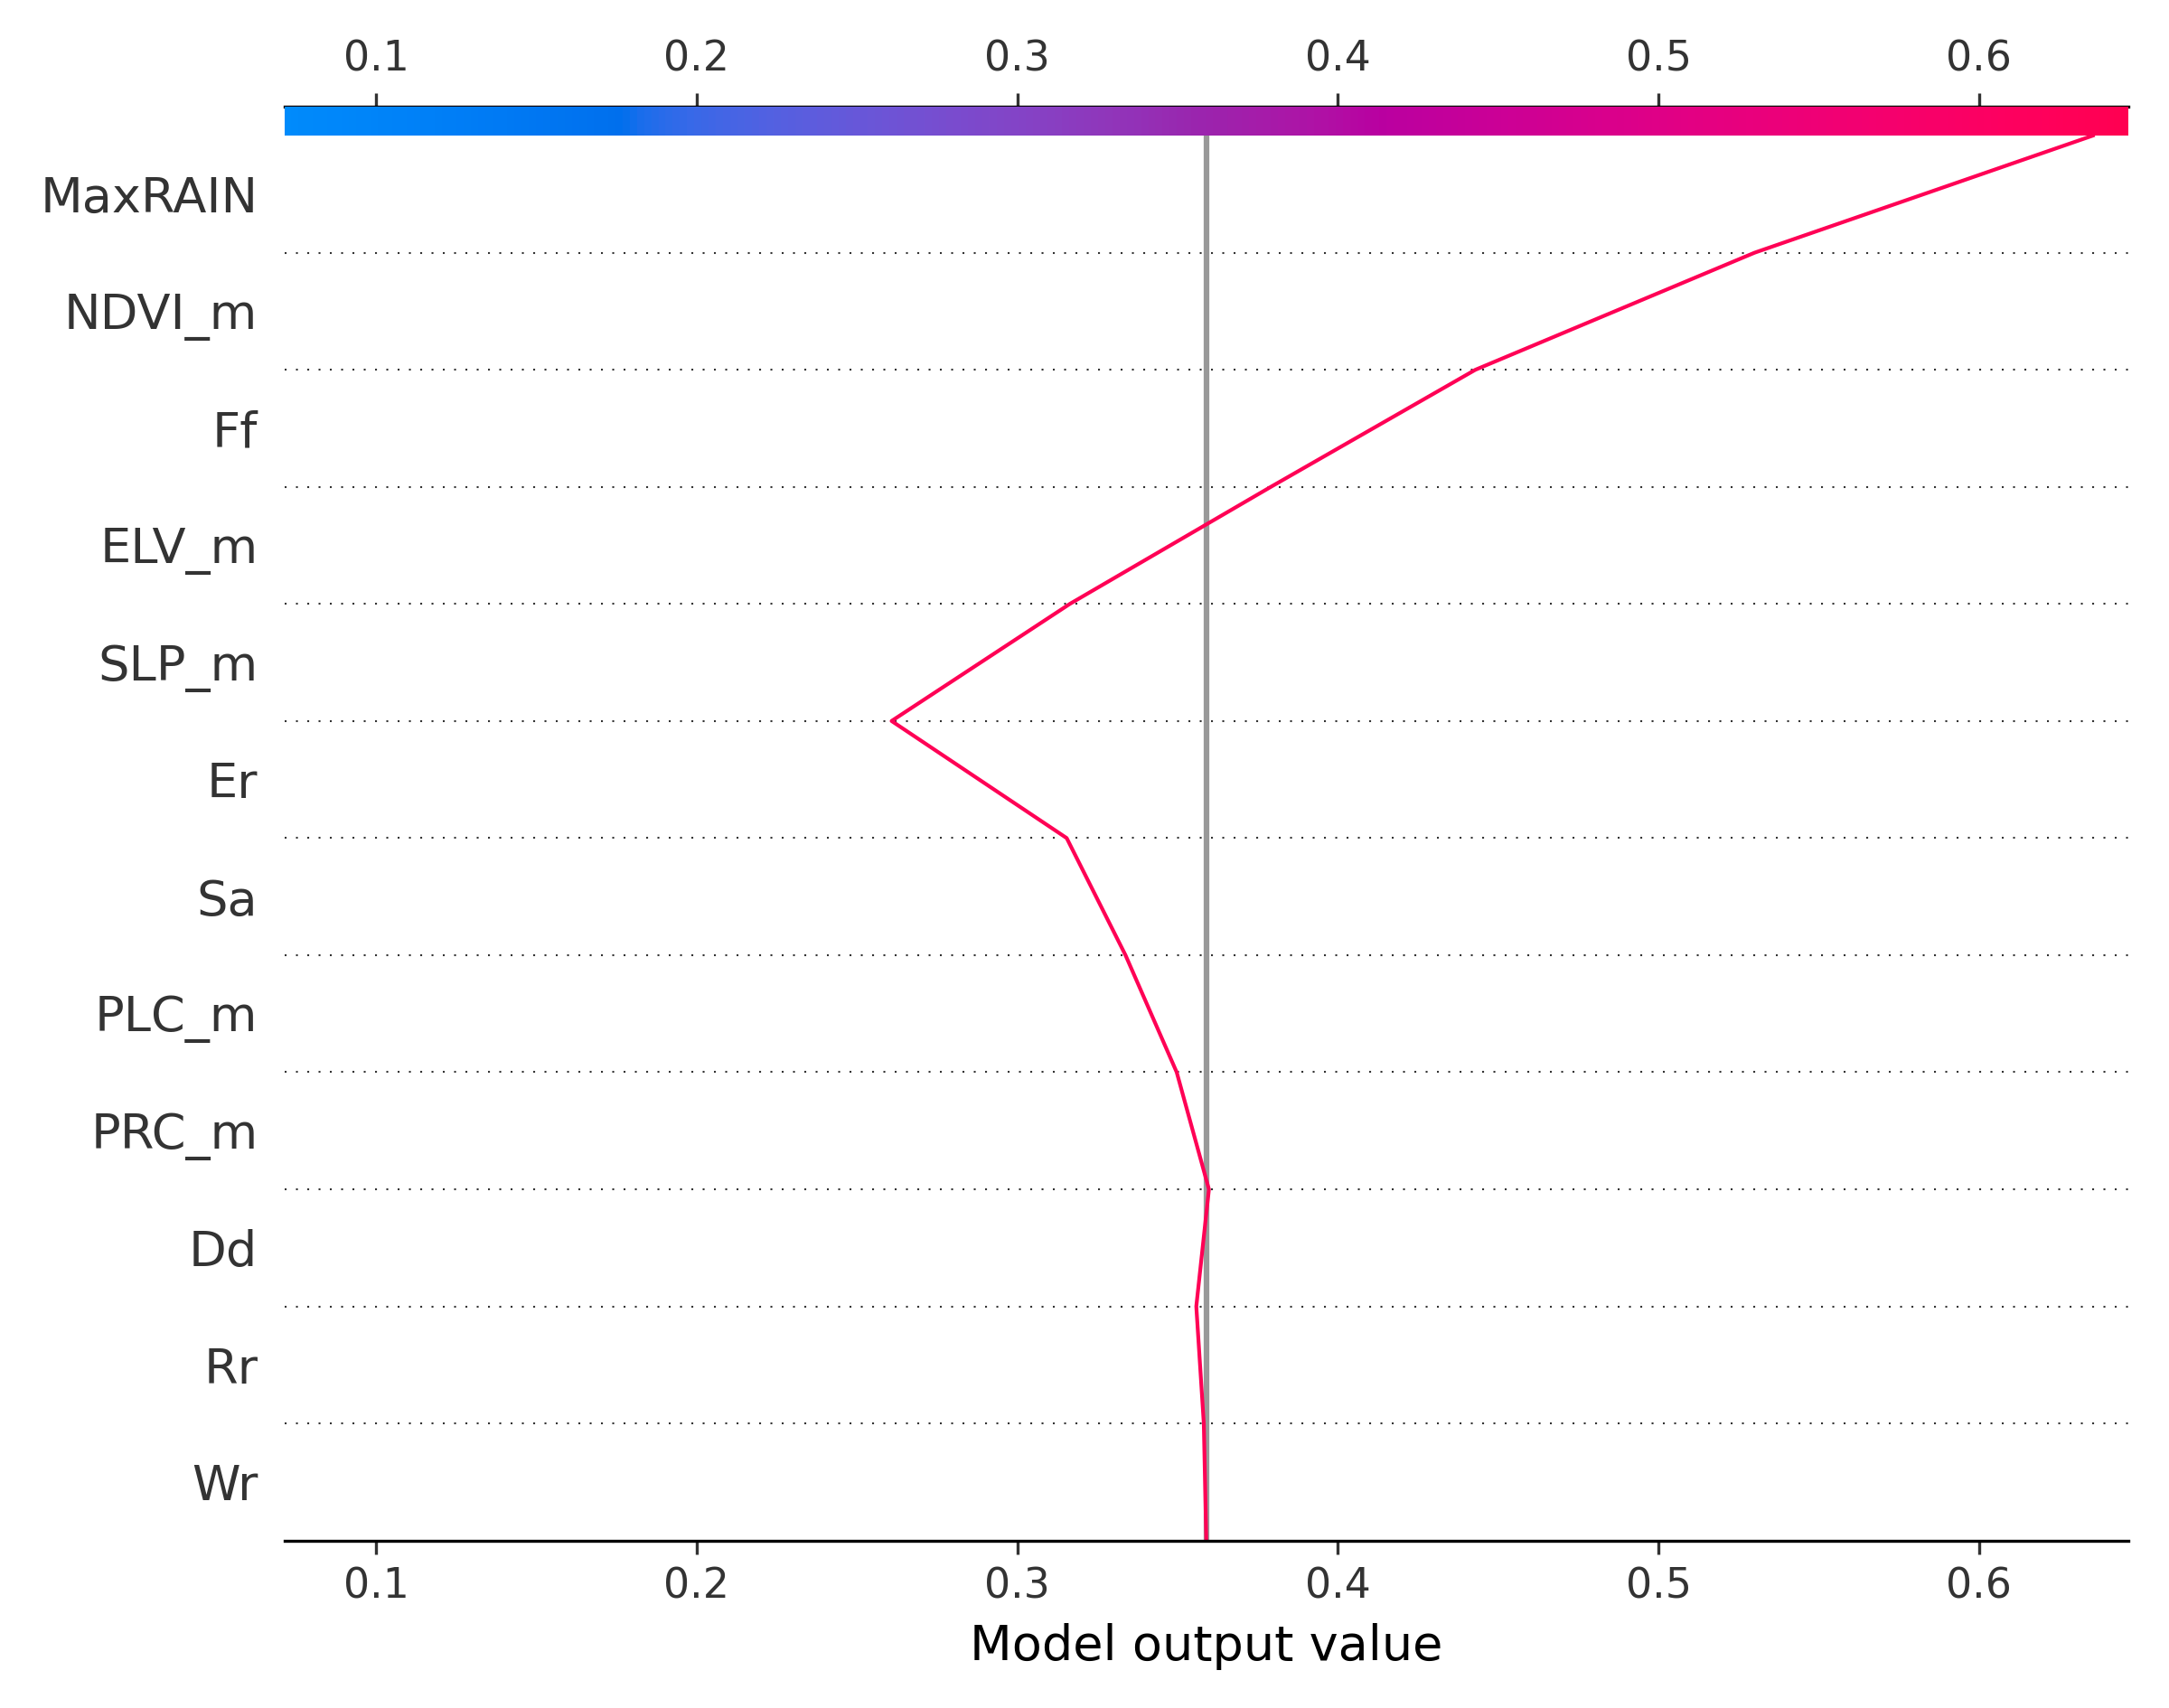 0.1 0.2 0.3 0.4 0.5 0.6
MaxRAIN
NDVI_m
Ff
ELV_m
SLP_m
Er
Sa
PLC_m
PRC_m
Dd
Rr
Wr
0.1 0.2 0.3 0.4 0.5 0.6
Model output value